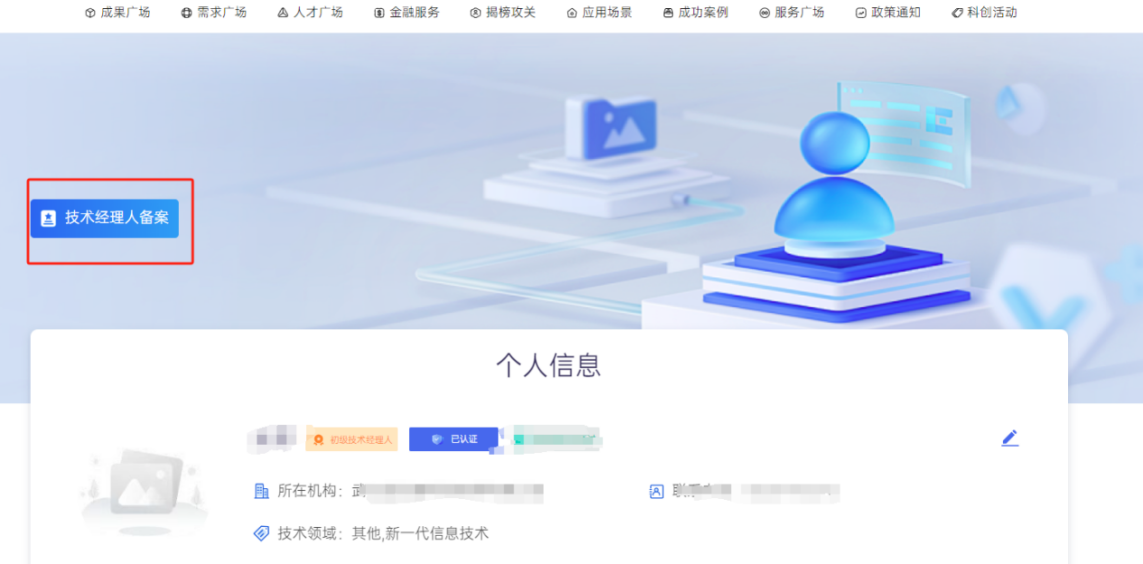 成果广场 需求广场 人才广场 金融服务 揭榜攻关 应用场景 成功案例 服务广场 政策通知 科创活动
技术经理人备案
个人信息
初级技术经理人 已认证
所在机构：武
技术领域：其他,新一代信息技术